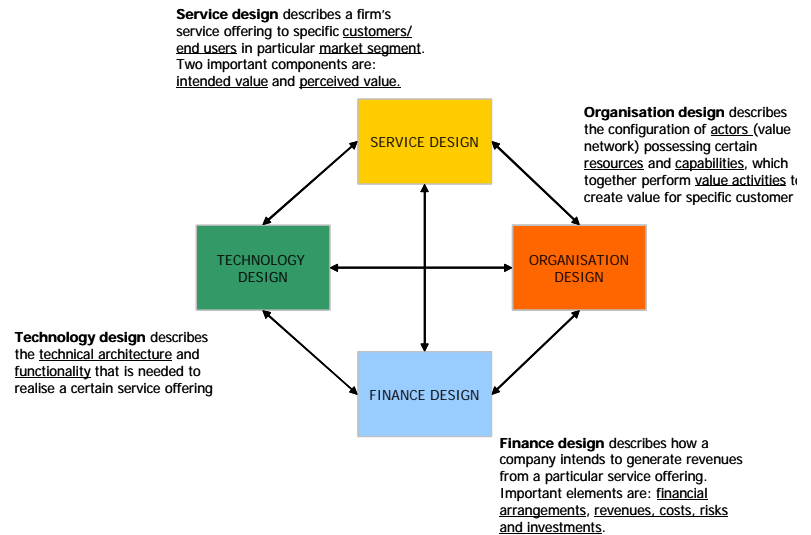 Service design describes a firm's
service offering to specific customers/
end users in particular market segment.
Two important components are:
intended value and perceived value.
SERVICE DESIGN
Organisation design describes
the configuration of actors (value
network) possessing certain
resources and capabilities, which
together perform value activities t
create value for specific customer
TECHNOLOGY
DESIGN
ORGANISATION
DESIGN
Technology design describes
the technical architecture and
functionality that is needed to
realise a certain service offering
FINANCE DESIGN
Finance design describes how a
company intends to generate revenues
from a particular service offering.
Important elements are: financial
arrangements, revenues, costs, risks
and investments.